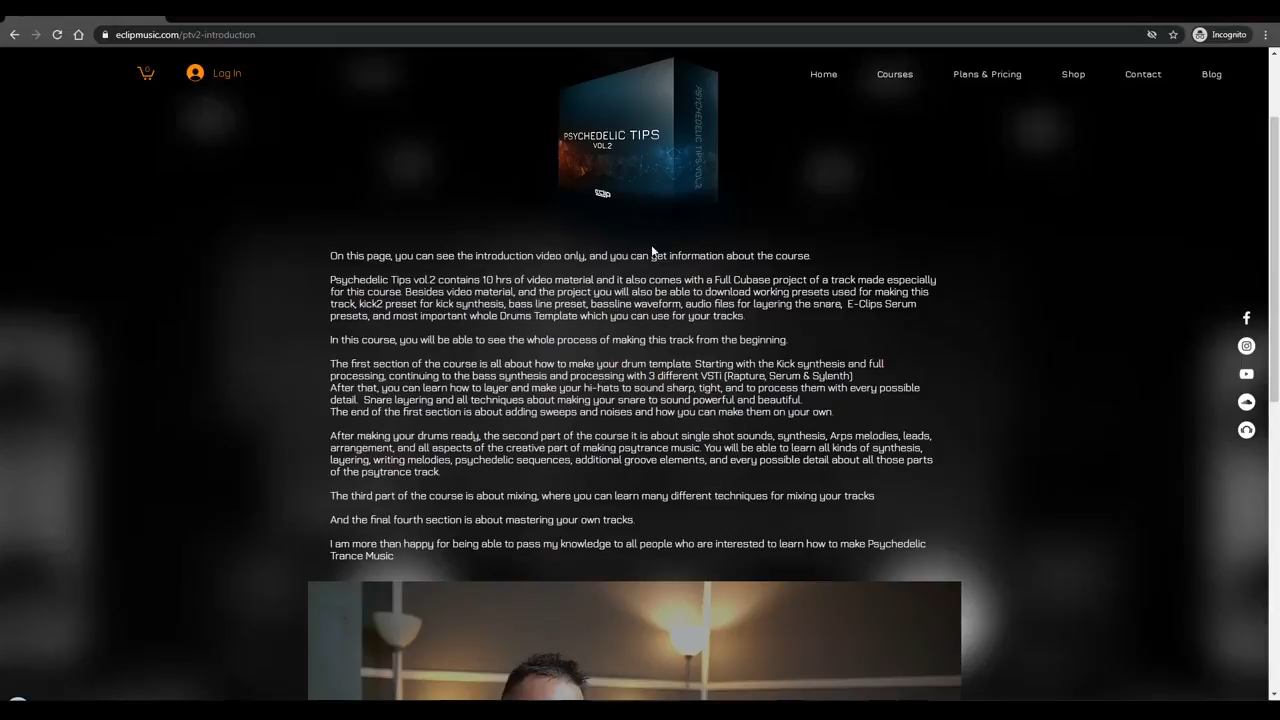 eclipmusic.com/ptv2-introduction
Incognito
0
Log In
Home
Courses
Plans & Pricing
Shop
Contact
Blog
PSYCHEDELIC TIPS
VOL.2
PSYCHEDELIC TIPS VOL.2
On this page, you can see the introduction video only, and you can get information about the course.
Psychedelic Tips vol.2 contains 10 hrs of video material and it also comes with a Full Cubase project of a track made especially
for this course. Besides video material, and the project you will also be able to download working presets used for making this
track, kick2 preset for kick synthesis, bass line preset, bassline waveform, audio files for layering the snare, E-Clips Serum
presets, and most important whole Drums Template which you can use for your tracks.
In this course, you will be able to see the whole process of making this track from the beginning.
The first section of the course is all about how to make your drum template. Starting with the Kick synthesis and full
processing, continuing to the bass synthesis and processing with 3 different VSTi (Rapture, Serum & Sylenth)
After that, you can learn how to layer and make your hi-hats to sound sharp, tight, and to process them with every possible
detail. Snare layering and all techniques about making your snare to sound powerful and beautiful.
The end of the first section is about adding sweeps and noises and how you can make them on your own.
After making your drums ready, the second part of the course it is about single shot sounds, synthesis, Arps melodies, leads,
arrangement, and all aspects of the creative part of making psytrance music. You will be able to learn all kinds of synthesis,
layering, writing melodies, psychedelic sequences, additional groove elements, and every possible detail about all those parts
of the psytrance track.
The third part of the course is about mixing, where you can learn many different techniques for mixing your tracks
And the final fourth section is about mastering your own tracks.
I am more than happy for being able to pass my knowledge to all people who are interested to learn how to make Psychedelic
Trance Music